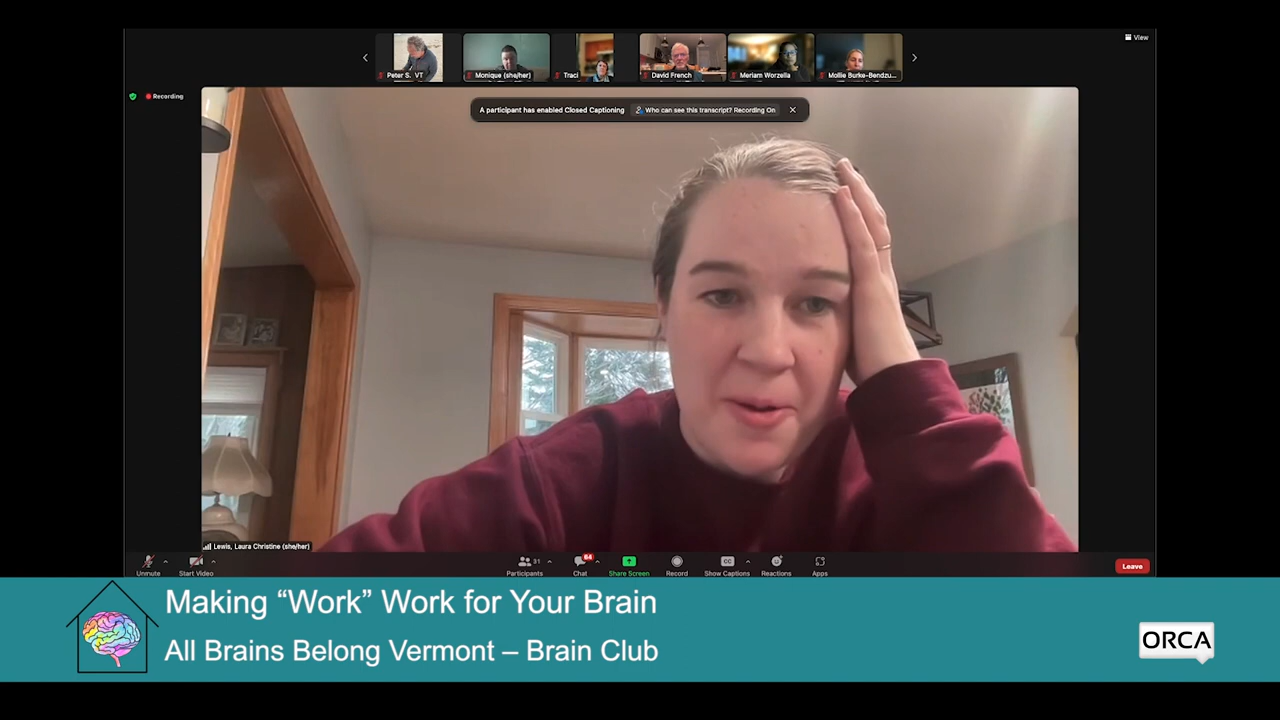 View
Peter S. VT
Monique (she/her)
Traci
David French
Meriam Worzella
Mollie Burke-Bendzu...
Recording
A participant has enabled Closed Captioning
Who can see this transcript? Recording On
Lewis, Laura Christine (she/her)
Unmute
Start Video
31
Participants
64
Chat
Share Screen
Record
CC
Show Captions
Reactions
Apps
Leave
Making “Work” Work for Your Brain
All Brains Belong Vermont – Brain Club
ORCA